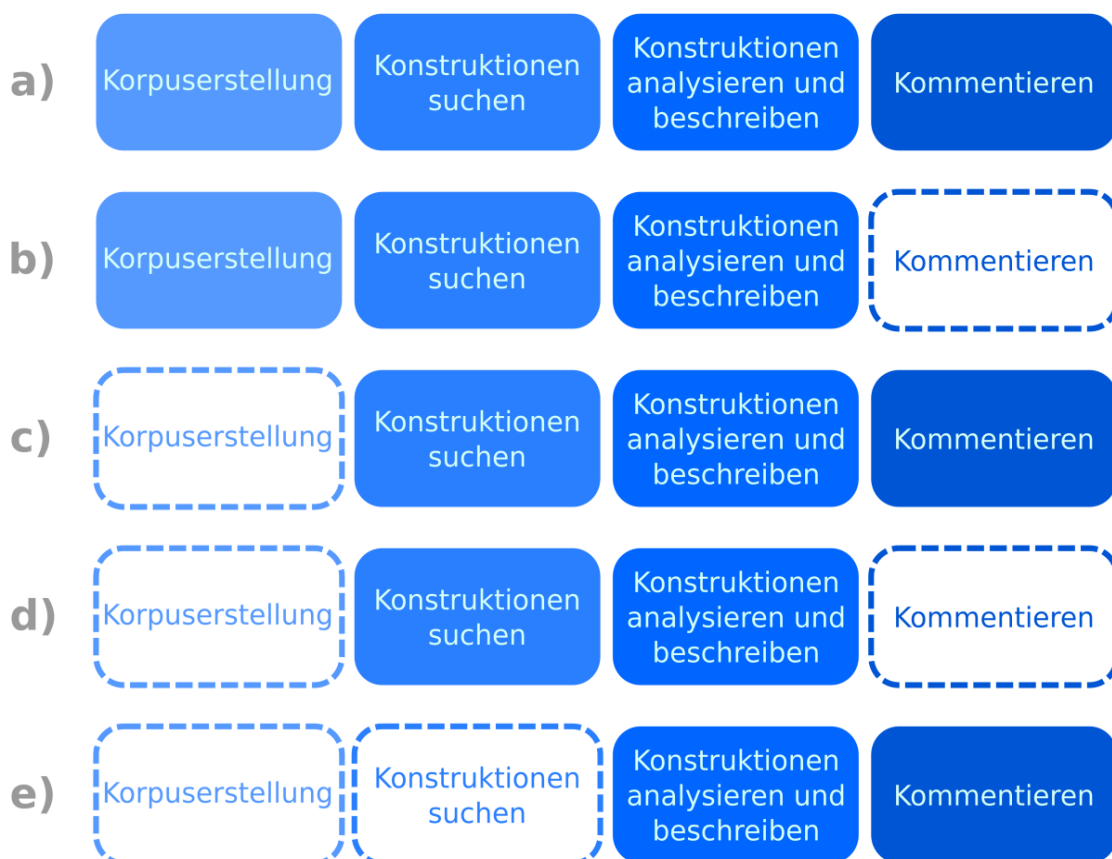 a)
Korpuserstellung
Konstruktionen
suchen
Konstruktionen
analysieren und
beschreiben
Kommentieren
b)
Korpuserstellung
Konstruktionen
suchen
Konstruktionen
analysieren und
beschreiben
Kommentieren
c)
Korpuserstellung
Konstruktionen
suchen
Konstruktionen
analysieren und
beschreiben
Kommentieren
d)
Korpuserstellung
Konstruktionen
suchen
Konstruktionen
analysieren und
beschreiben
Kommentieren
e)
Korpuserstellung
Konstruktionen
suchen
Konstruktionen
analysieren und
beschreiben
Kommentieren